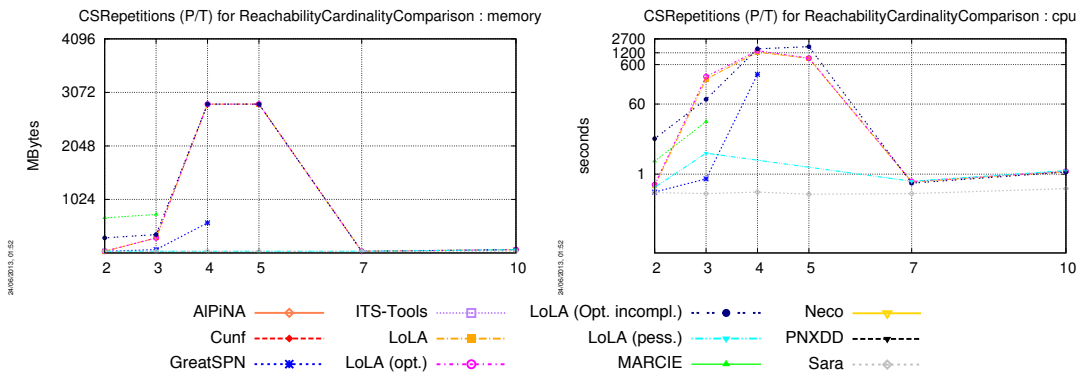 CSRepetitions (P/T) for ReachabilityCardinalityComparison : memory
4096
3072
2048
1024
MBytes
2 3 4 5 7 10
24/06/2013, 01:52
CSRepetitions (P/T) for ReachabilityCardinalityComparison : cpu
2700
1200
600
60
1
seconds
2 3 4 5 7 10
24/06/2013, 01:52
AlPiNA
Cunf
GreatSPN
ITS-Tools
LoLA
LoLA (opt.)
LoLA (Opt. incompl.)
LoLA (pess.)
MARCIE
Neco
PNXDD
Sara